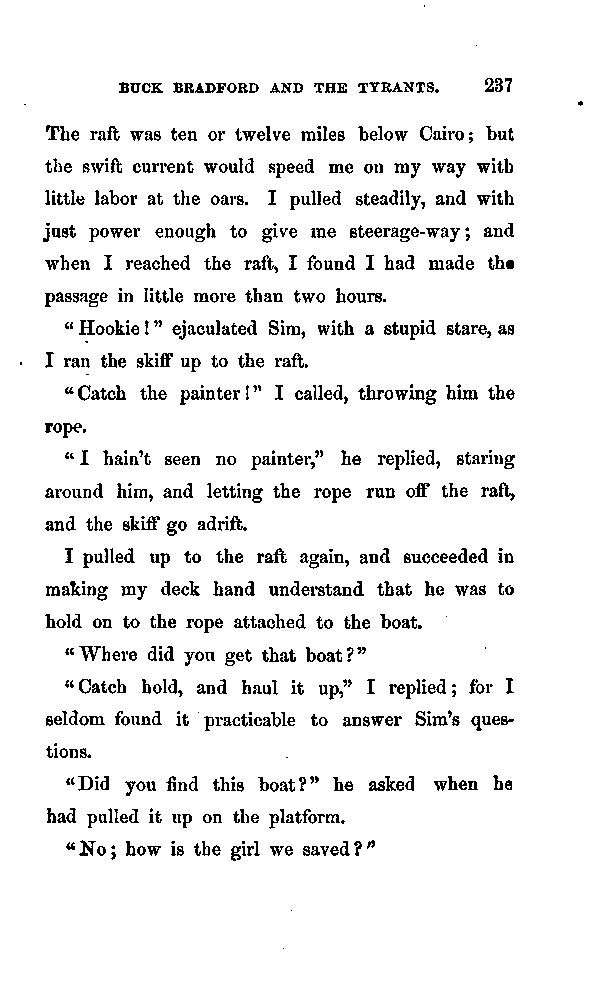 BUCK BRADFORD AND THE TYRANTS. 237
The raft was ten or twelve miles below Cairo; but
the swift current would speed me on my way with
little labor at the oars. I pulled steadily, and with
just power enough to give me steerage-way; and
when I reached the raft, I found I had made the
passage in little more than two hours.
"Hookie!" ejaculated Sim, with a stupid stare, as
I ran the skiff up to the raft.
"Catch the painter!" I called, throwing him the
rope.
"I hain't seen no painter," he replied, staring
around him, and letting the rope run off the raft,
and the skiff go adrift.
I pulled up to the raft again, and succeeded in
making my deck hand understand that he was to
hold on to the rope attached to the boat.
"Where did you get that boat?"
"Catch hold, and haul it up," I replied; for I
seldom found it practicable to answer Sim's ques-
tions.
"Did you find this boat?" he asked when he
had pulled it up on the platform.
"No; how is the girl we saved?"